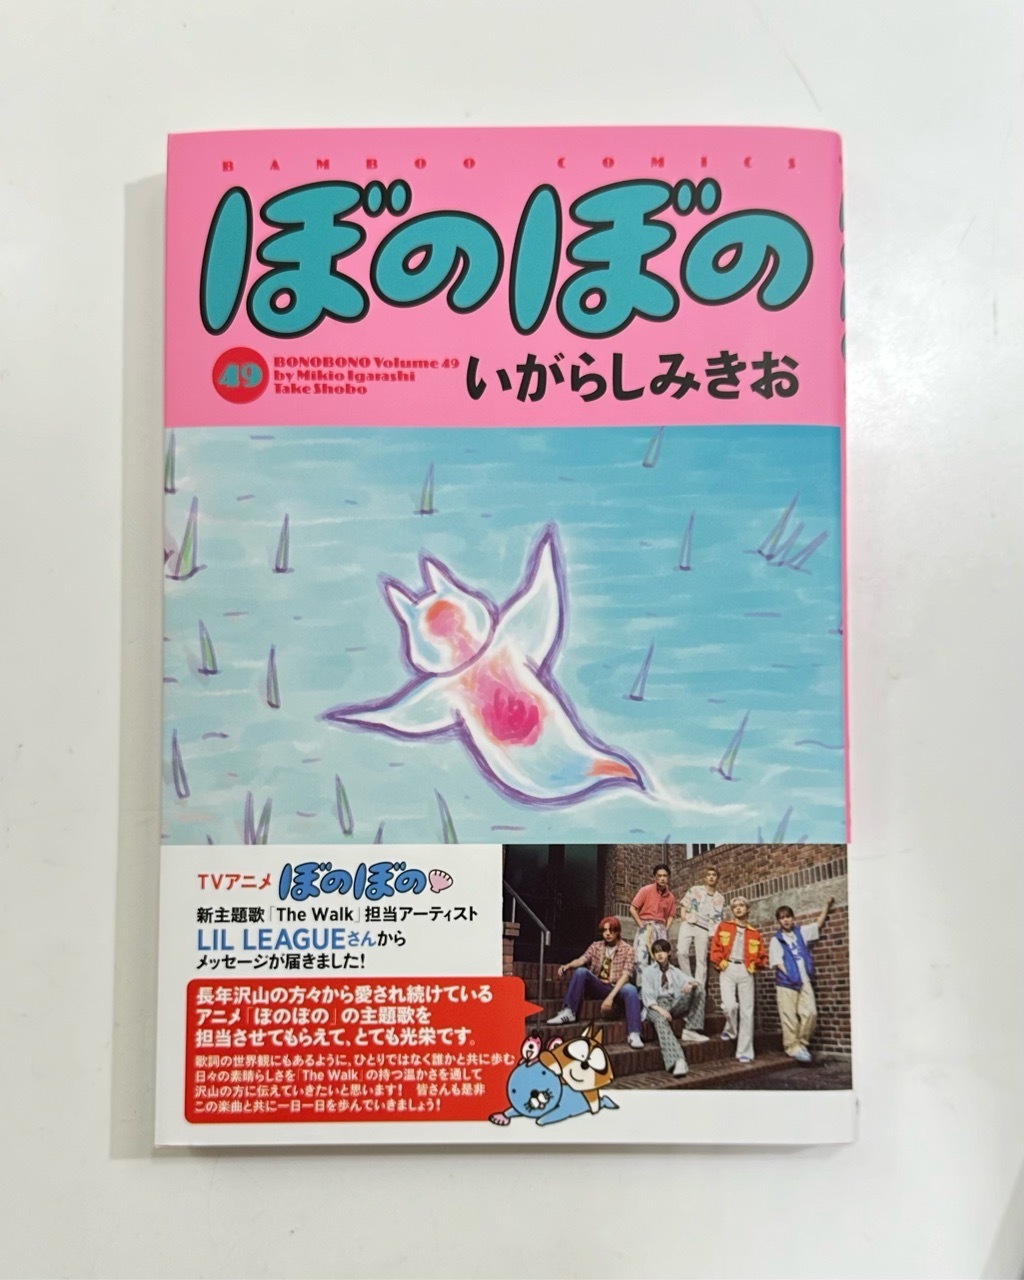 BAMBOO COMICS
ぼのぼの
49
BONOBONO Volume 49
by Mikio Igarashi
Take Shobo
いがらしみきお
TVアニメ ぼのぼの
新主題歌「The Walk」担当アーティスト
LIL LEAGUEさんから
メッセージが届きました!
長年沢山の方々から愛され続けている
アニメ「ぼのぼの」の主題歌を
担当させてもらえて、とても光栄です。
歌詞の世界観にもあるように、ひとりではなく誰かと共に歩む
日々の素晴らしさを「The Walk」の持つ温かさを通して
沢山の方に伝えていきたいと思います! 皆さんも是非
この楽曲と共に一日一日を歩んでいきましょう!